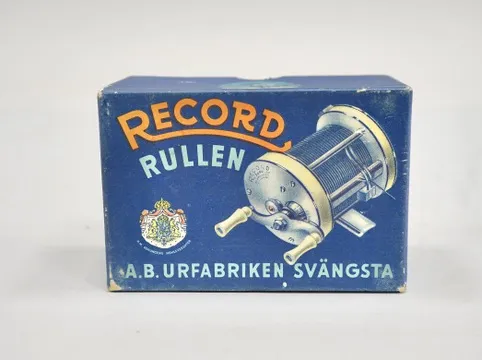 RECORD
RULLEN
A.B. URFABRIKEN SVÄNGSTA